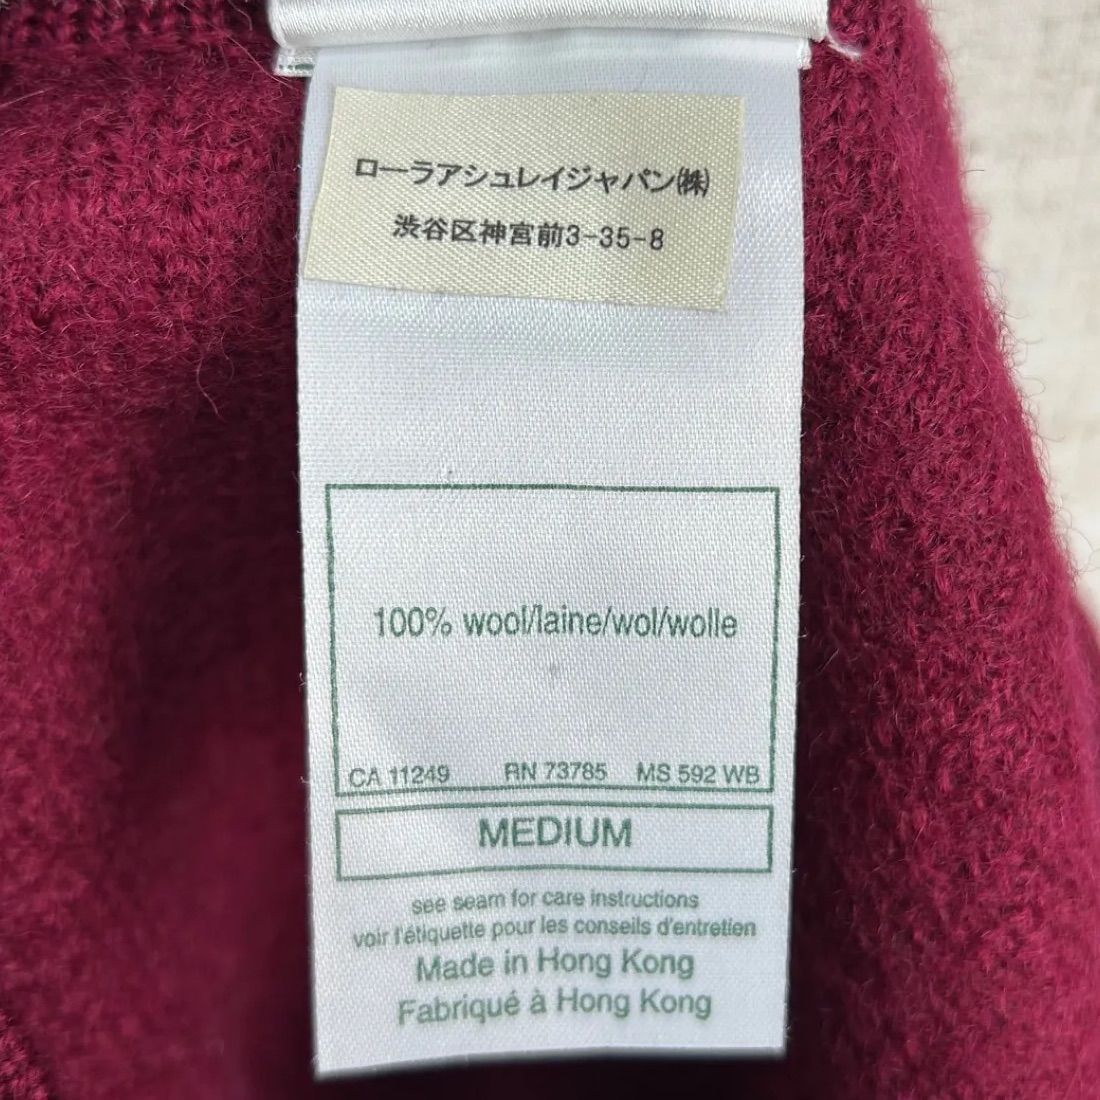 ローラアシュレイジャパン㈱
渋谷区神宮前3-35-8
100% wool/laine/wol/wolle
CA 11249 RN 73785 MS 592 WB
MEDIUM
see seam for care instructions
voir l'étiquette pour les conseils d'entretien
Made in Hong Kong
Fabriqué à Hong Kong